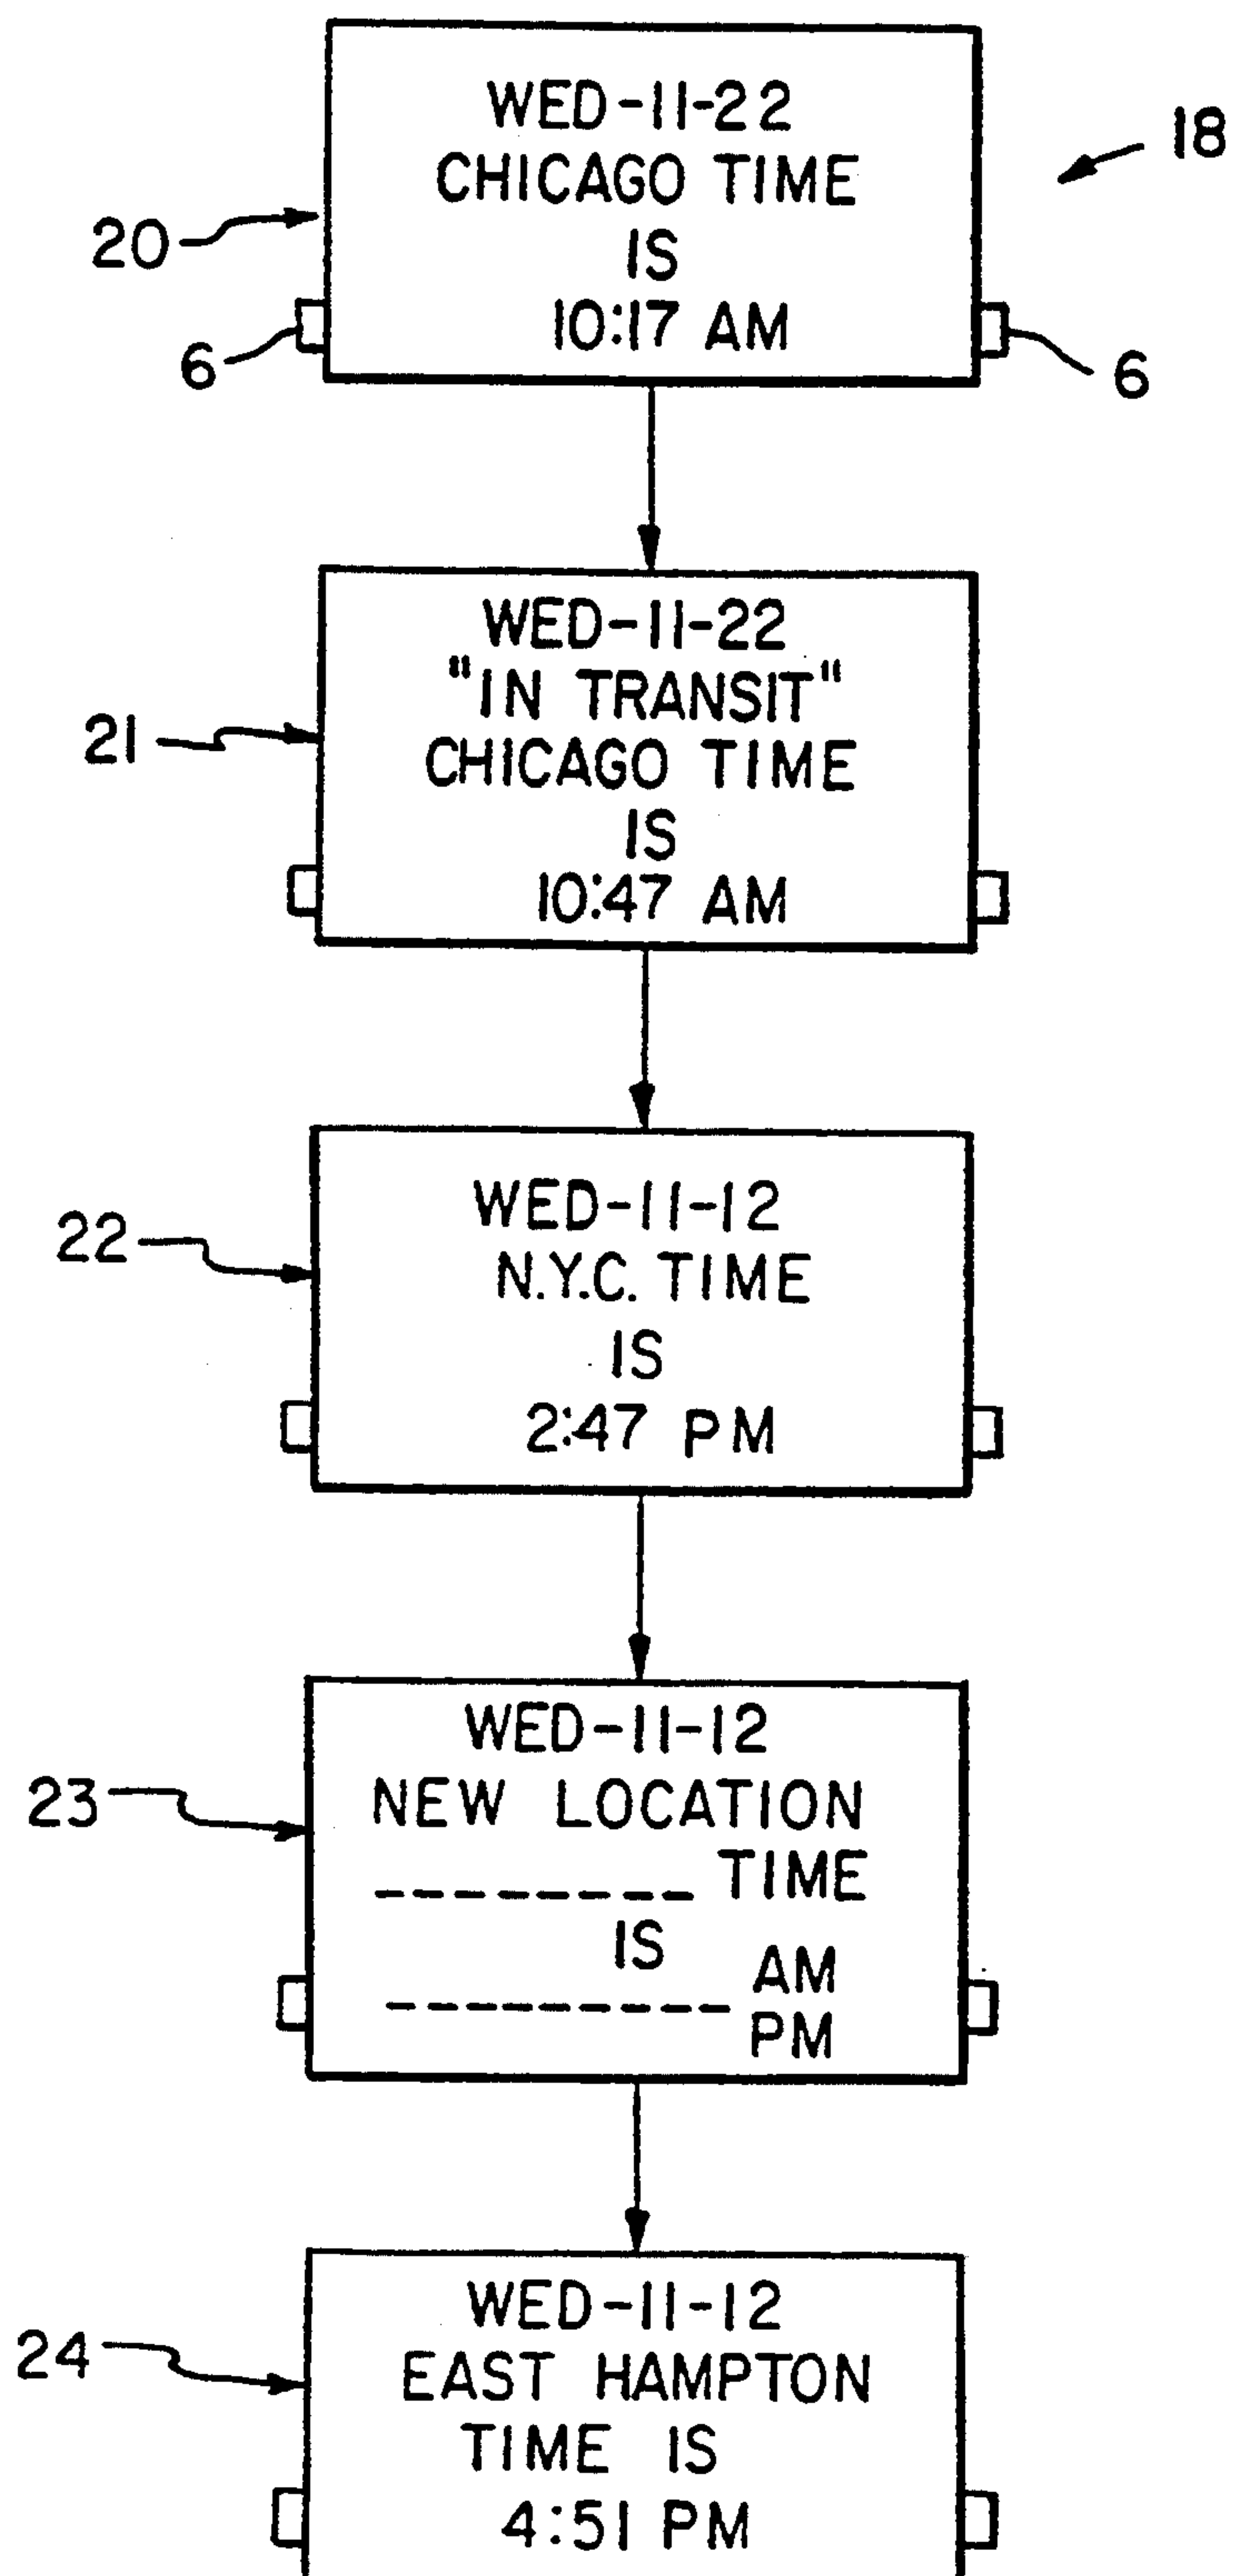 WED-11-22
CHICAGO TIME
IS
10:17 AM
18
20
6
6
WED-11-22
"IN TRANSIT"
CHICAGO TIME
IS
10:47 AM
21
WED-11-12
N.Y.C. TIME
IS
2:47 PM
22
WED-11-12
NEW LOCATION
--------- TIME
IS
---------- AM
PM
23
WED-11-12
EAST HAMPTON
TIME IS
4:51 PM
24